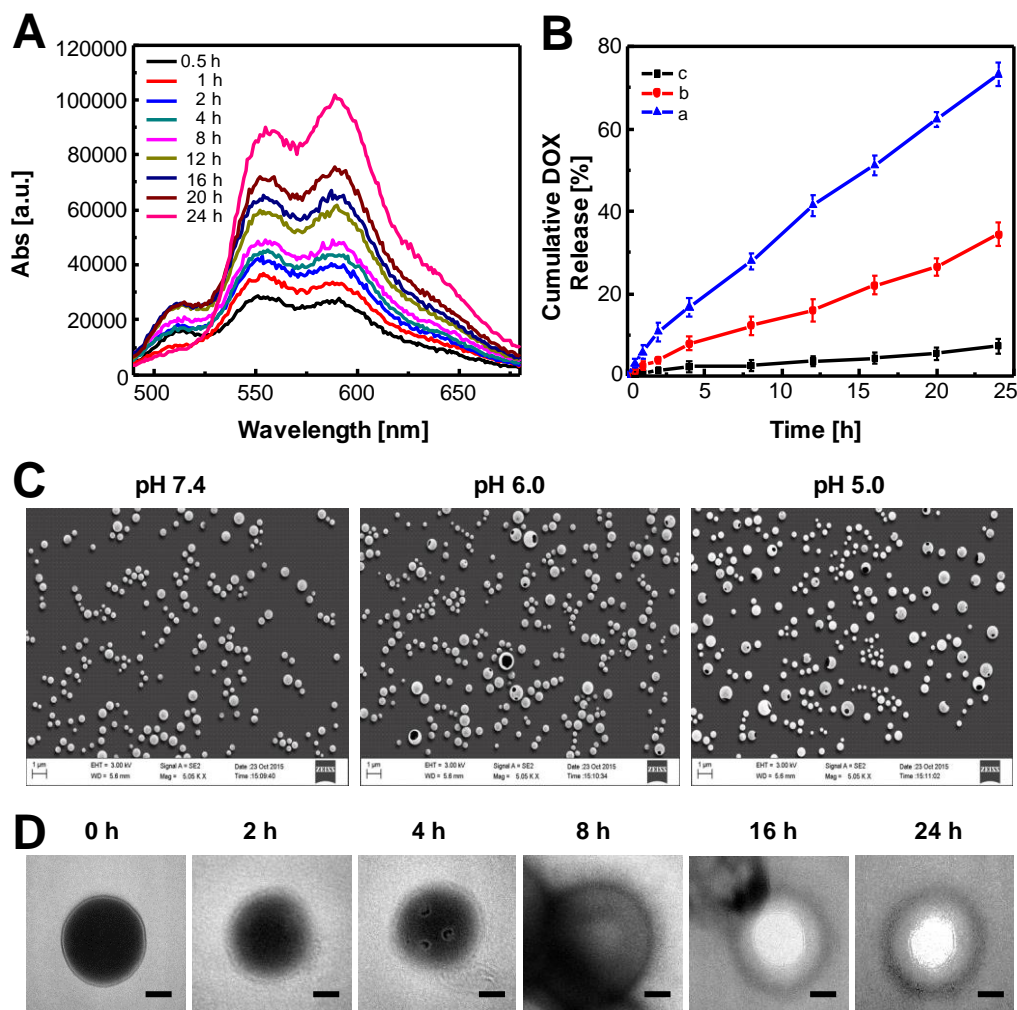 A
Abs [a.u.]
120000
100000
80000
60000
40000
20000
0
0.5 h
1 h
2 h
4 h
8 h
12 h
16 h
20 h
24 h
500 550 600 650
Wavelength [nm]
B
Cumulative DOX
Release [%]
80
60
40
20
0
c
b
a
0 5 10 15 20 25
Time [h]
C
pH 7.4 pH 6.0 pH 5.0
1 µm EHT = 3.00 kV Signal A = SE2 Date :23 Oct 2015 ZEISS
WD = 5.6 mm Mag = 5.05 K X Time :15:09:40
1 µm EHT = 3.00 kV Signal A = SE2 Date :23 Oct 2015 ZEISS
WD = 5.6 mm Mag = 5.05 K X Time :15:10:34
1 µm EHT = 3.00 kV Signal A = SE2 Date :23 Oct 2015 ZEISS
WD = 5.6 mm Mag = 5.05 K X Time :15:11:02
D
0 h 2 h 4 h 8 h 16 h 24 h